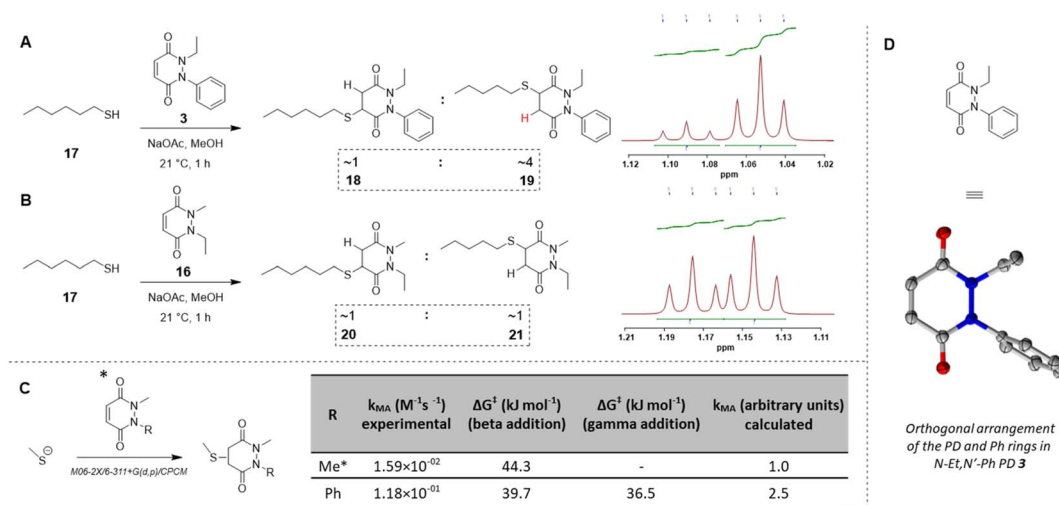 A
O
N
N
O
3
SH
17
NaOAc, MeOH
21 °C, 1 h
H
O
N
N
S
O
:
S
O
N
N
H
O
~1 : ~4
18 19
1.12 1.10 1.08 1.06 1.04 1.02
ppm
B
O
N
N
O
16
SH
17
NaOAc, MeOH
21 °C, 1 h
H
O
N
N
S
O
:
S
O
N
N
H
O
~1 : ~1
20 21
1.21 1.19 1.17 1.15 1.13 1.11
ppm
C
*
O
N
N
R
O
S
⊖
M06-2X/6-311+G(d,p)/CPCM
O
S
N
N
R
O
R kMA (M-1s -1) experimental ΔG‡ (kJ mol-1) (beta addition) ΔG‡ (kJ mol-1) (gamma addition) kMA (arbitrary units) calculated
Me* 1.59×10-02 44.3 - 1.0
Ph 1.18×10-01 39.7 36.5 2.5
D
O
N
N
O
Orthogonal arrangement
of the PD and Ph rings in
N-Et,N’-Ph PD 3